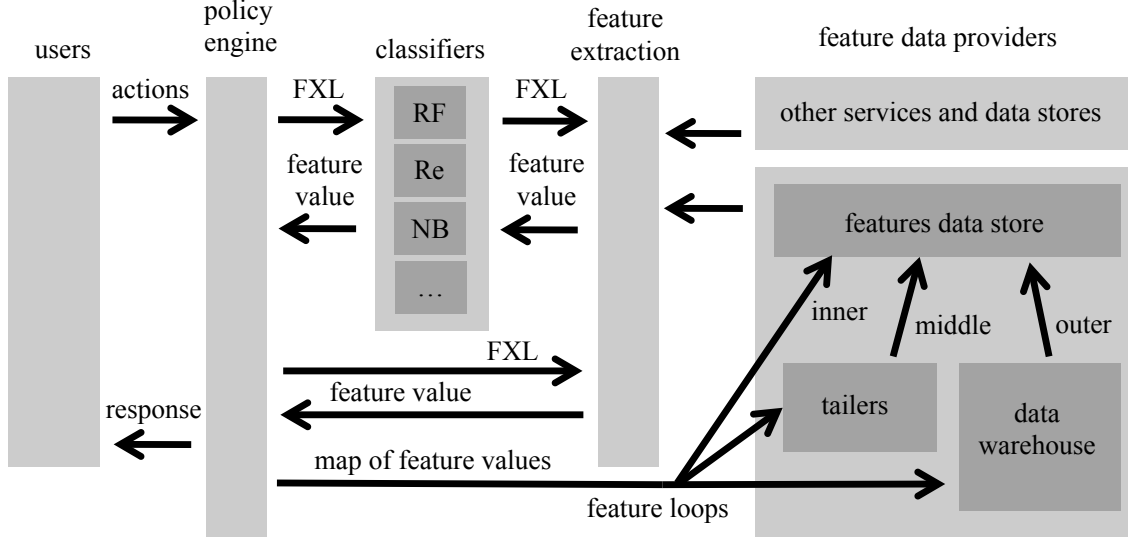 users
policy
engine
classifiers
feature
extraction
feature data providers
actions
FXL
FXL
RF
Re
NB
…
feature
value
feature
value
other services and data stores
features data store
inner
middle
outer
FXL
feature value
response
tailers
data
warehouse
map of feature values
feature loops